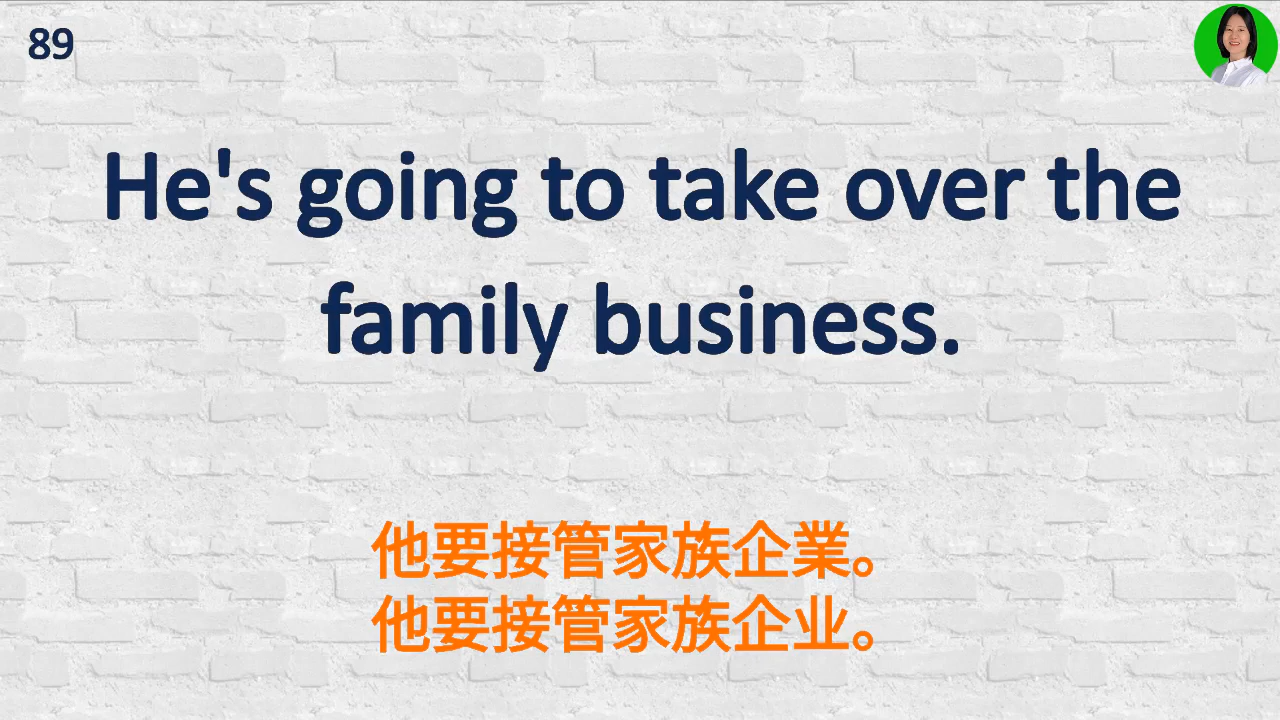 89
He's going to take over the
family business.
他要接管家族企業。
他要接管家族企业。